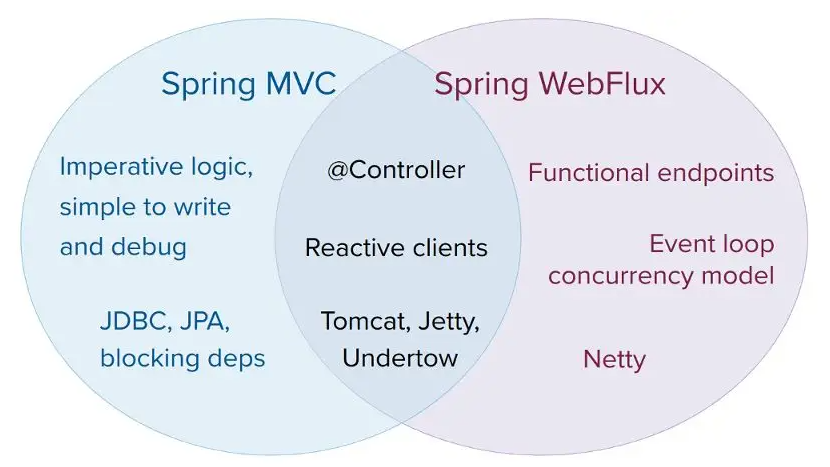 Spring MVC
Spring WebFlux
Imperative logic,
simple to write
and debug
JDBC, JPA,
blocking deps
@Controller
Reactive clients
Tomcat, Jetty,
Undertow
Functional endpoints
Event loop
concurrency model
Netty